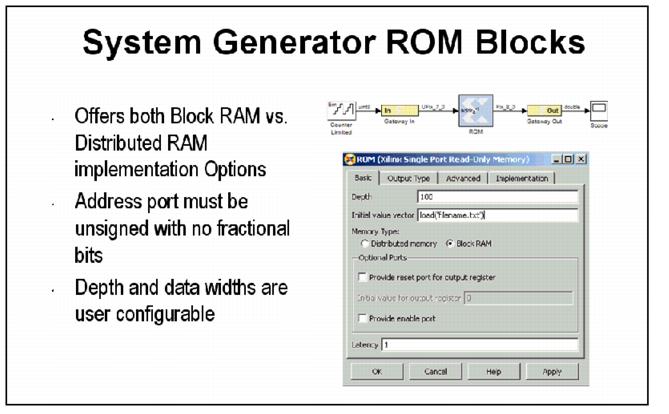 System Generator ROM Blocks
Offers both Block RAM vs.
Distributed RAM
implementation Options
Address port must be
unsigned with no fractional
bits
Depth and data widths are
user configurable
Counter
Limited
In
Gateway In
ROM
Out
Gateway Out
double
Scope
ROM (Xilinx Single Port Read-Only Memory)
Basic Output Type Advanced Implementation
Depth 100
Initial value vector load('filename.txt')
Memory Type:
Distributed memory Block RAM
Optional Ports
Provide reset port for output register
Initial value for output register 0
Provide enable port
Latency 1
OK Cancel Help Apply